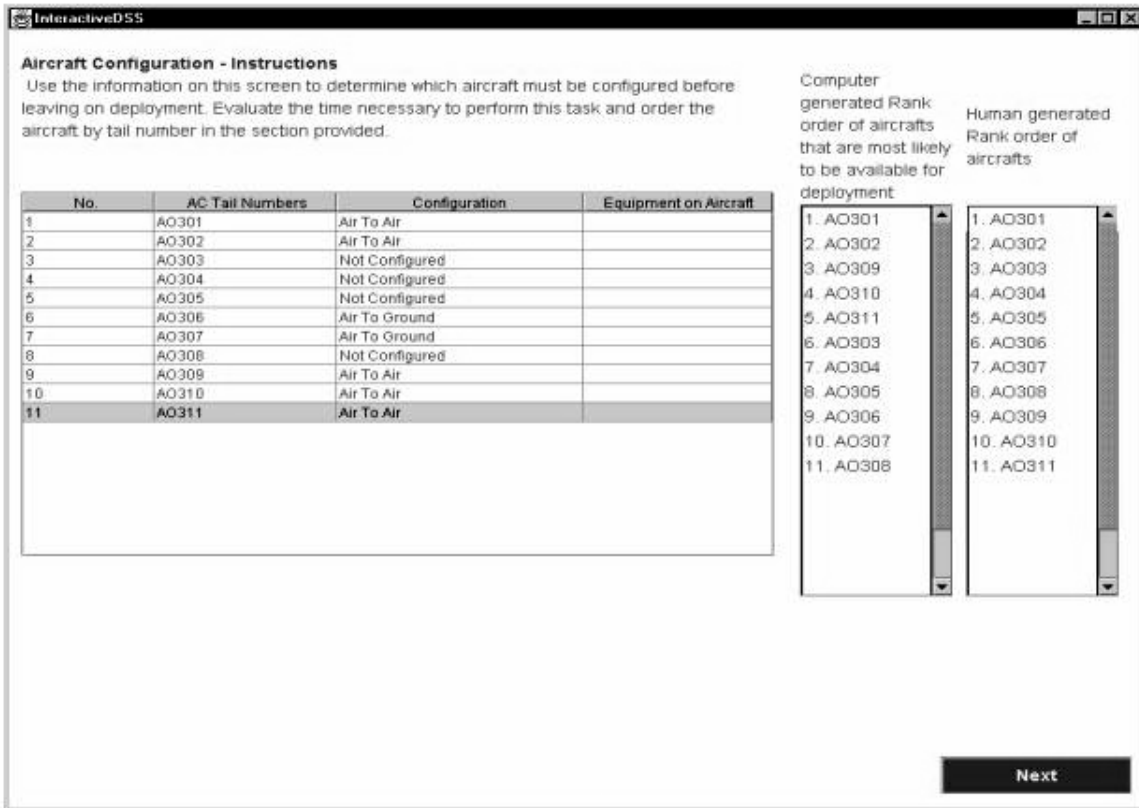 InteractiveDSS
Aircraft Configuration - Instructions
Use the information on this screen to determine which aircraft must be configured before
leaving on deployment. Evaluate the time necessary to perform this task and order the
aircraft by tail number in the section provided.
No. AC Tail Numbers Configuration Equipment on Aircraft
1 AO301 Air To Air
2 AO302 Air To Air
3 AO303 Not Configured
4 AO304 Not Configured
5 AO305 Not Configured
6 AO306 Air To Ground
7 AO307 Air To Ground
8 AO308 Not Configured
9 AO309 Air To Air
10 AO310 Air To Air
11 AO311 Air To Air
Computer
generated Rank
order of aircrafts
that are most likely
to be available for
deployment
1. AO301
2. AO302
3. AO309
4. AO310
5. AO311
6. AO303
7. AO304
8. AO305
9. AO306
10. AO307
11. AO308
Human generated
Rank order of
aircrafts
1. AO301
2. AO302
3. AO303
4. AO304
5. AO305
6. AO306
7. AO307
8. AO308
9. AO309
10. AO310
11. AO311
Next